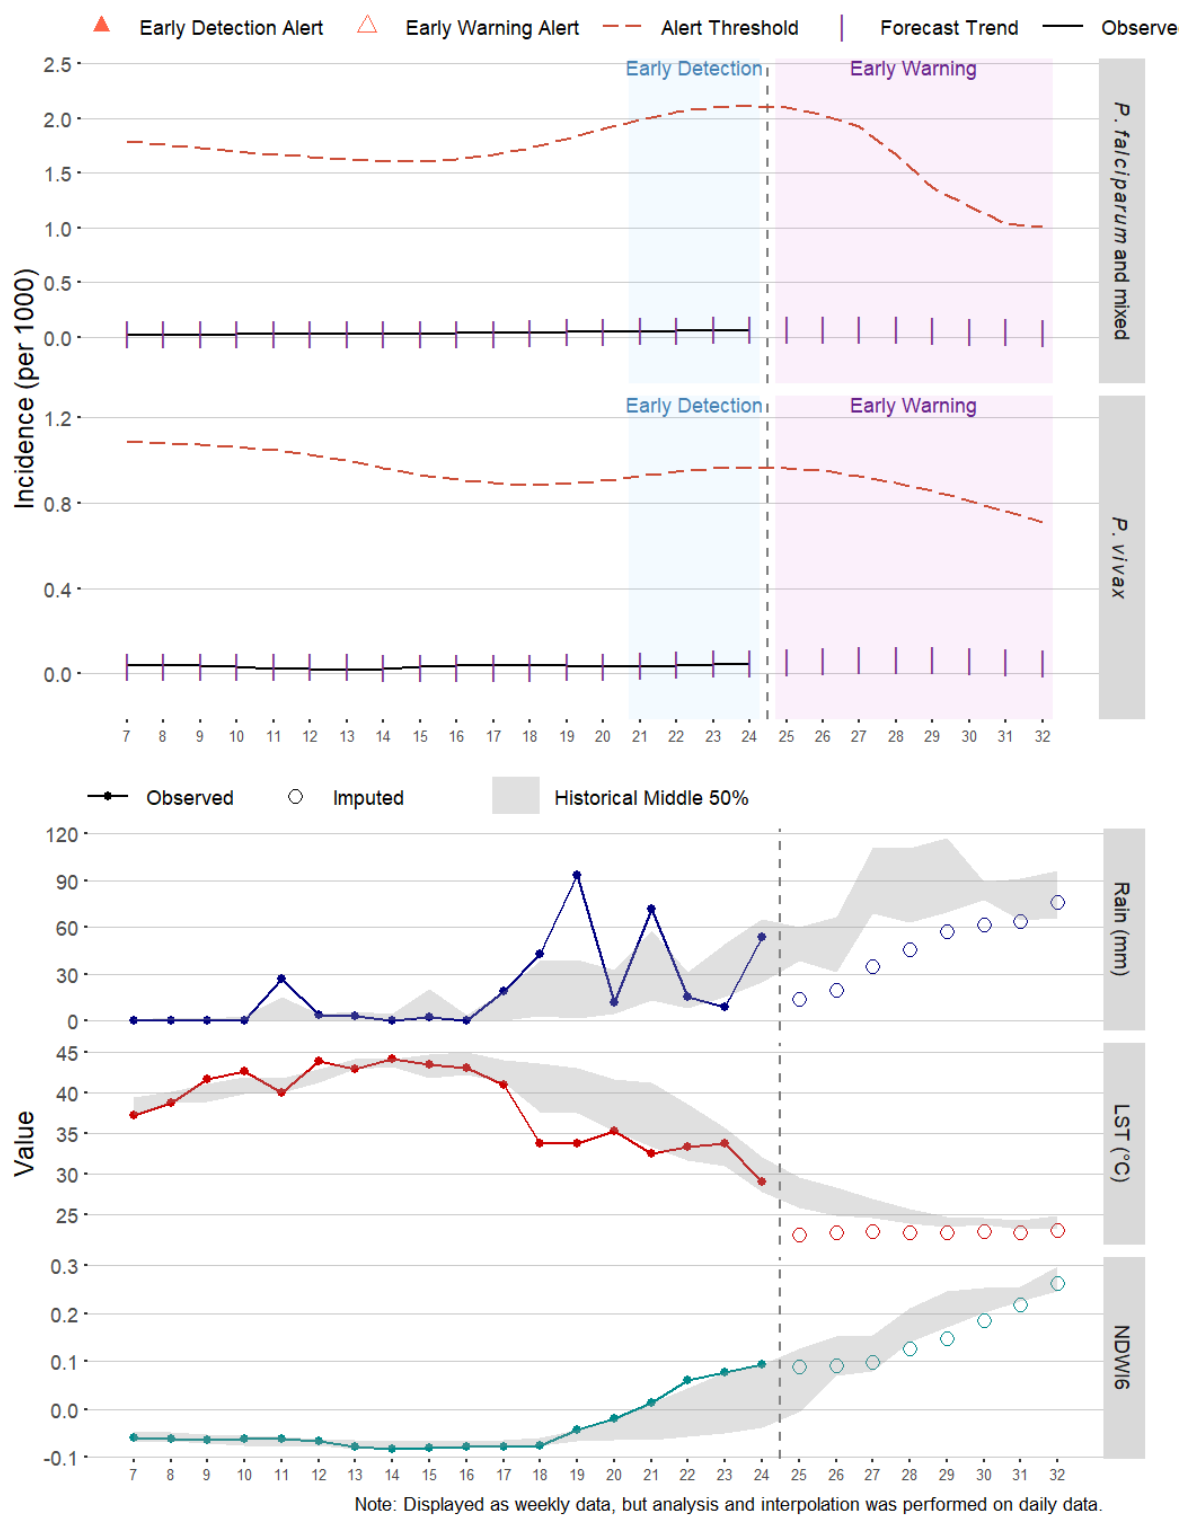 Early Detection Alert Early Warning Alert Alert Threshold Forecast Trend Observe
Early Detection Early Warning
2.5
2.0
1.5
1.0
0.5
0.0
P. falciparum and mixed
Incidence (per 1000)
Early Detection Early Warning
1.2
0.8
0.4
0.0
P. vivax
7 8 9 10 11 12 13 14 15 16 17 18 19 20 21 22 23 24 25 26 27 28 29 30 31 32
Observed Imputed Historical Middle 50%
120
90
60
30
0
Rain (mm)
45
40
35
30
25
LST (°C)
Value
0.3
0.2
0.1
0.0
-0.1
NDWI6
7 8 9 10 11 12 13 14 15 16 17 18 19 20 21 22 23 24 25 26 27 28 29 30 31 32
Note: Displayed as weekly data, but analysis and interpolation was performed on daily data.